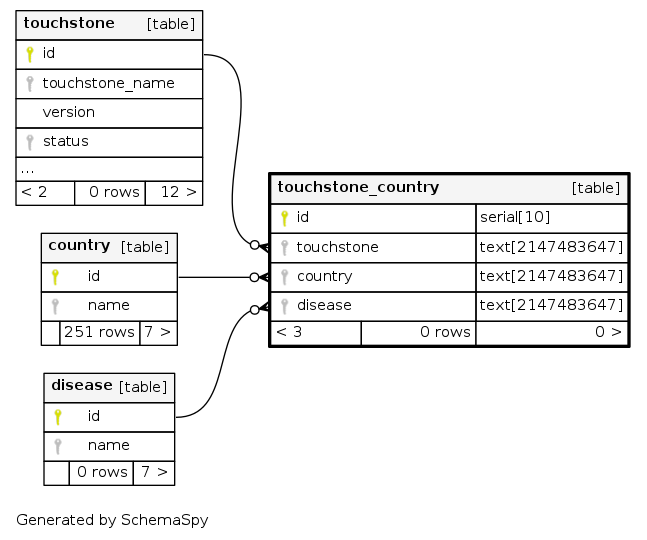 touchstone [table]
id
touchstone_name
version
status
...
< 2 0 rows 12 >
touchstone_country [table]
id serial[10]
touchstone text[2147483647]
country text[2147483647]
disease text[2147483647]
< 3 0 rows 0 >
country [table]
id
name
251 rows 7 >
disease [table]
id
name
0 rows 7 >
Generated by SchemaSpy